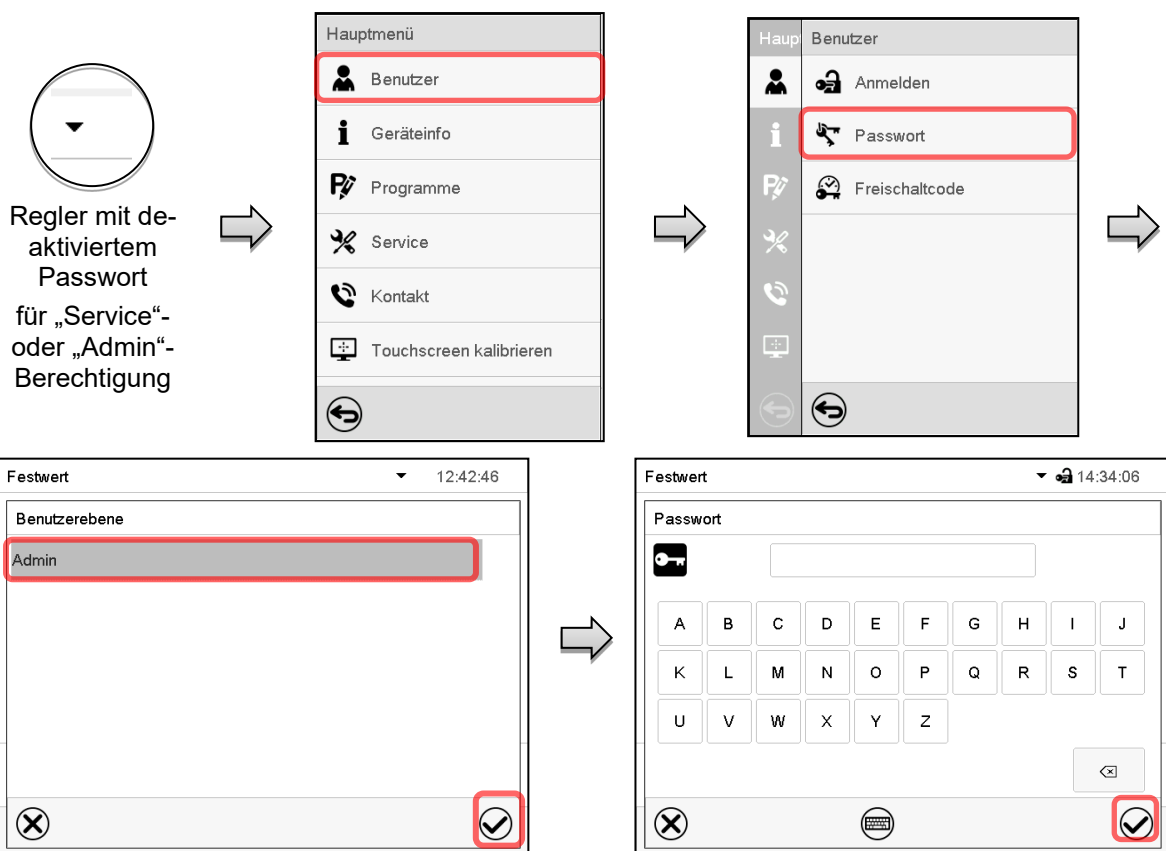 Regler mit de-
aktiviertem
Passwort
für „Service“-
oder „Admin“-
Berechtigung
Hauptmenü
Benutzer
Geräteinfo
Programme
Service
Kontakt
Touchscreen kalibrieren
Haup
Benutzer
Anmelden
Passwort
Freischaltcode
Festwert 12:42:46
Benutzerebene
Admin
Festwert 14:34:06
Passwort
A B C D E F G H I J
K L M N O P Q R S T
U V W X Y Z